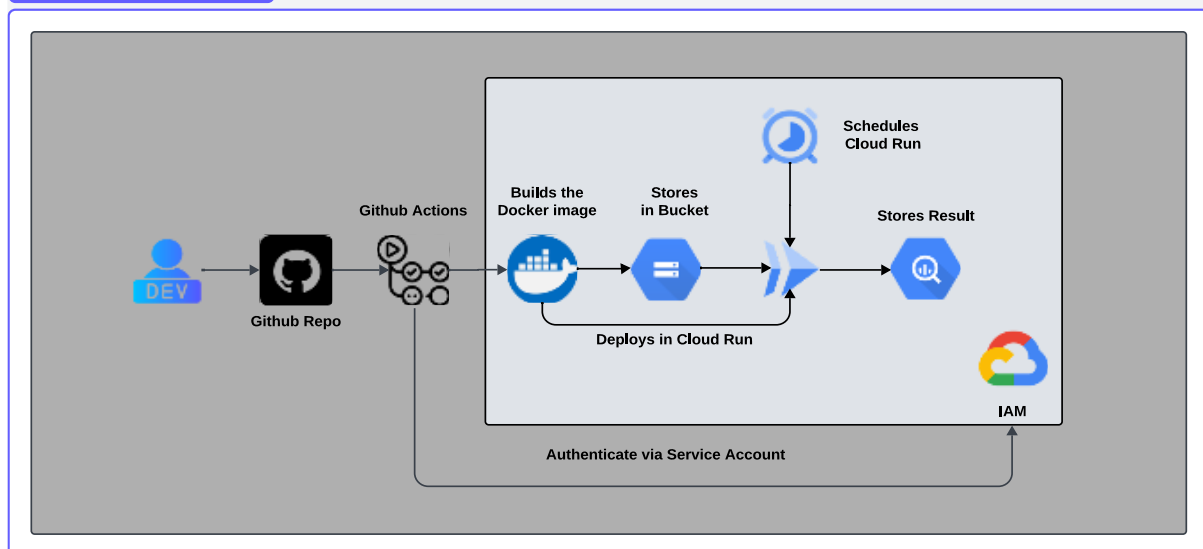 Schedules
Cloud Run
Builds the
Docker image
Stores
in Bucket
Github Actions
Stores Result
DEV
Github Repo
Deploys in Cloud Run
IAM
Authenticate via Service Account